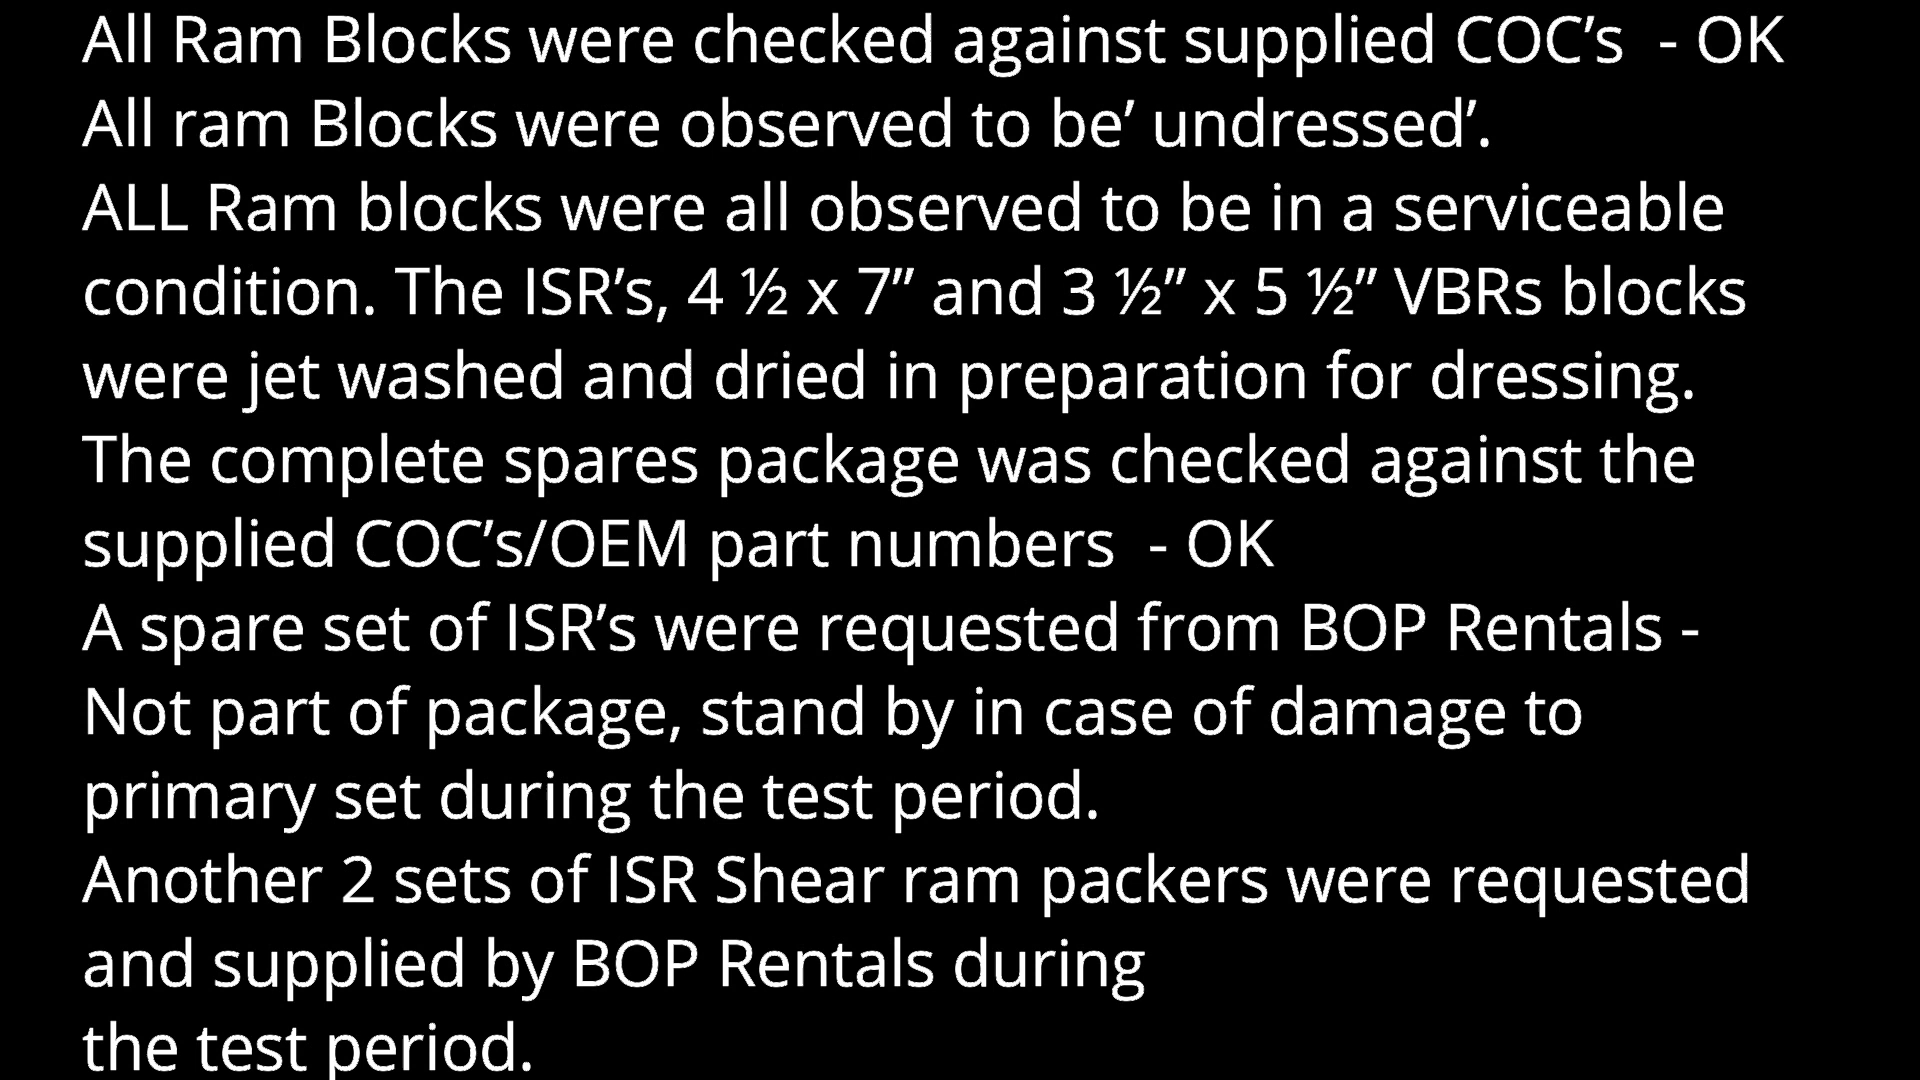 All Ram Blocks were checked against supplied COC’s  - OK
All ram Blocks were observed to be’ undressed’.
ALL Ram blocks were all observed to be in a serviceable
condition. The ISR’s, 4 ½ x 7” and 3 ½” x 5 ½” VBRs blocks
were jet washed and dried in preparation for dressing.
The complete spares package was checked against the
supplied COC’s/OEM part numbers  - OK
A spare set of ISR’s were requested from BOP Rentals -
Not part of package, stand by in case of damage to
primary set during the test period.
Another 2 sets of ISR Shear ram packers were requested
and supplied by BOP Rentals during
the test period.